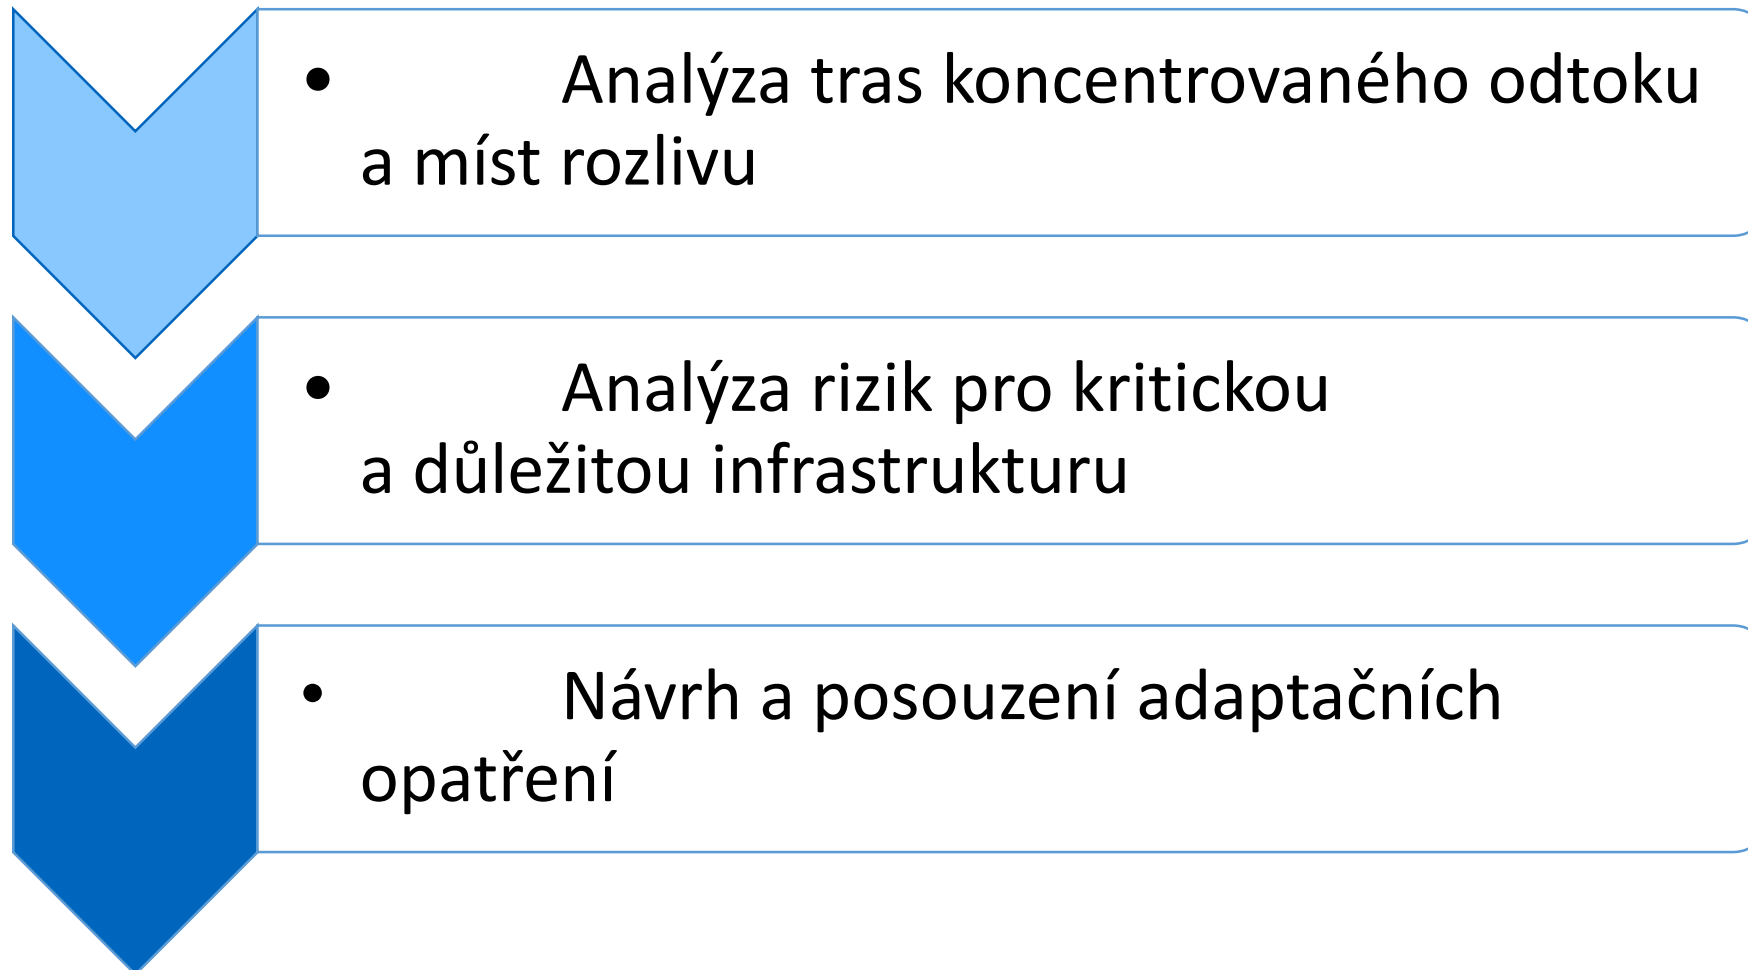 • Analýza tras koncentrovaného odtoku
a míst rozlivu
• Analýza rizik pro kritickou
a důležitou infrastrukturu
• Návrh a posouzení adaptačních
opatření